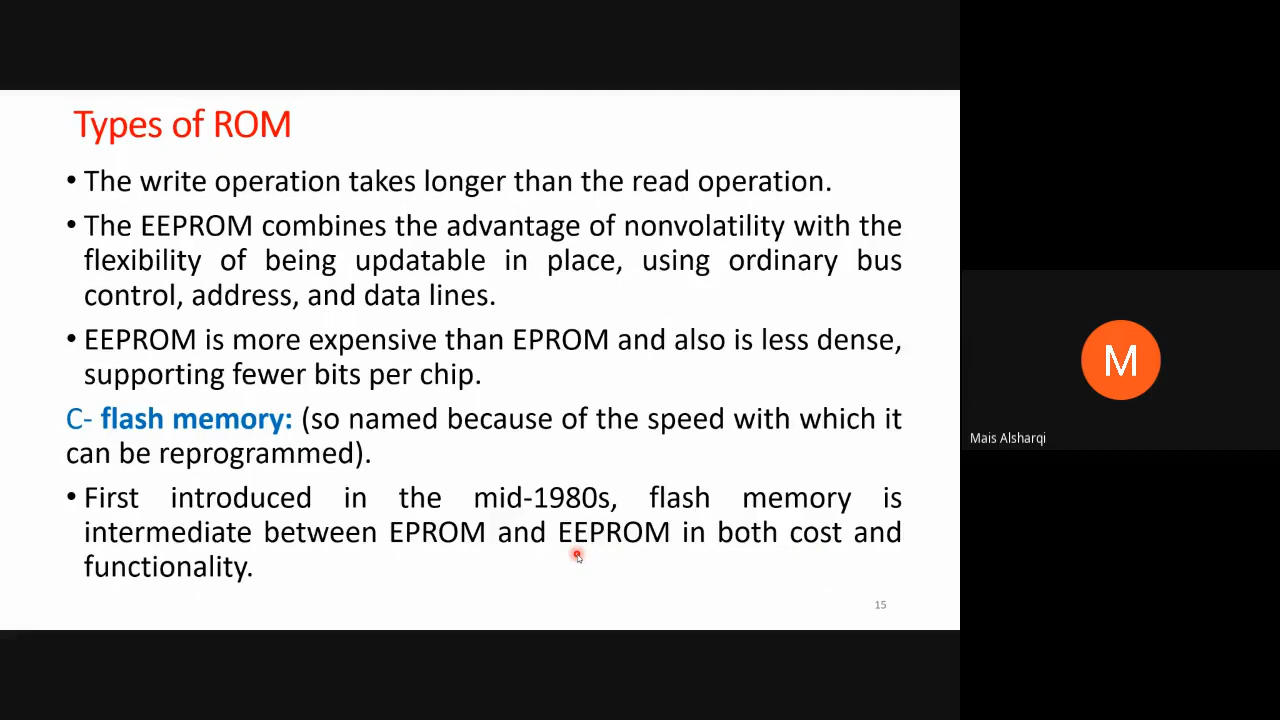 Types of ROM
• The write operation takes longer than the read operation.
• The EEPROM combines the advantage of nonvolatility with the
flexibility of being updatable in place, using ordinary bus
control, address, and data lines.
• EEPROM is more expensive than EPROM and also is less dense,
supporting fewer bits per chip.
C- flash memory: (so named because of the speed with which it
can be reprogrammed).
• First introduced in the mid-1980s, flash memory is
intermediate between EPROM and EEPROM in both cost and
functionality.
15
M
Mais Alsharqi